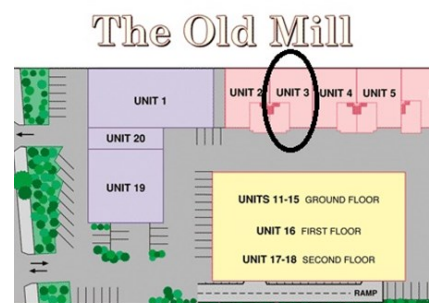 The Old Mill
UNIT 1
UNIT 2
UNIT 3
UNIT 4
UNIT 5
UNIT 20
UNIT 19
UNITS 11-15 GROUND FLOOR
UNIT 16 FIRST FLOOR
UNIT 17-18 SECOND FLOOR
RAMP